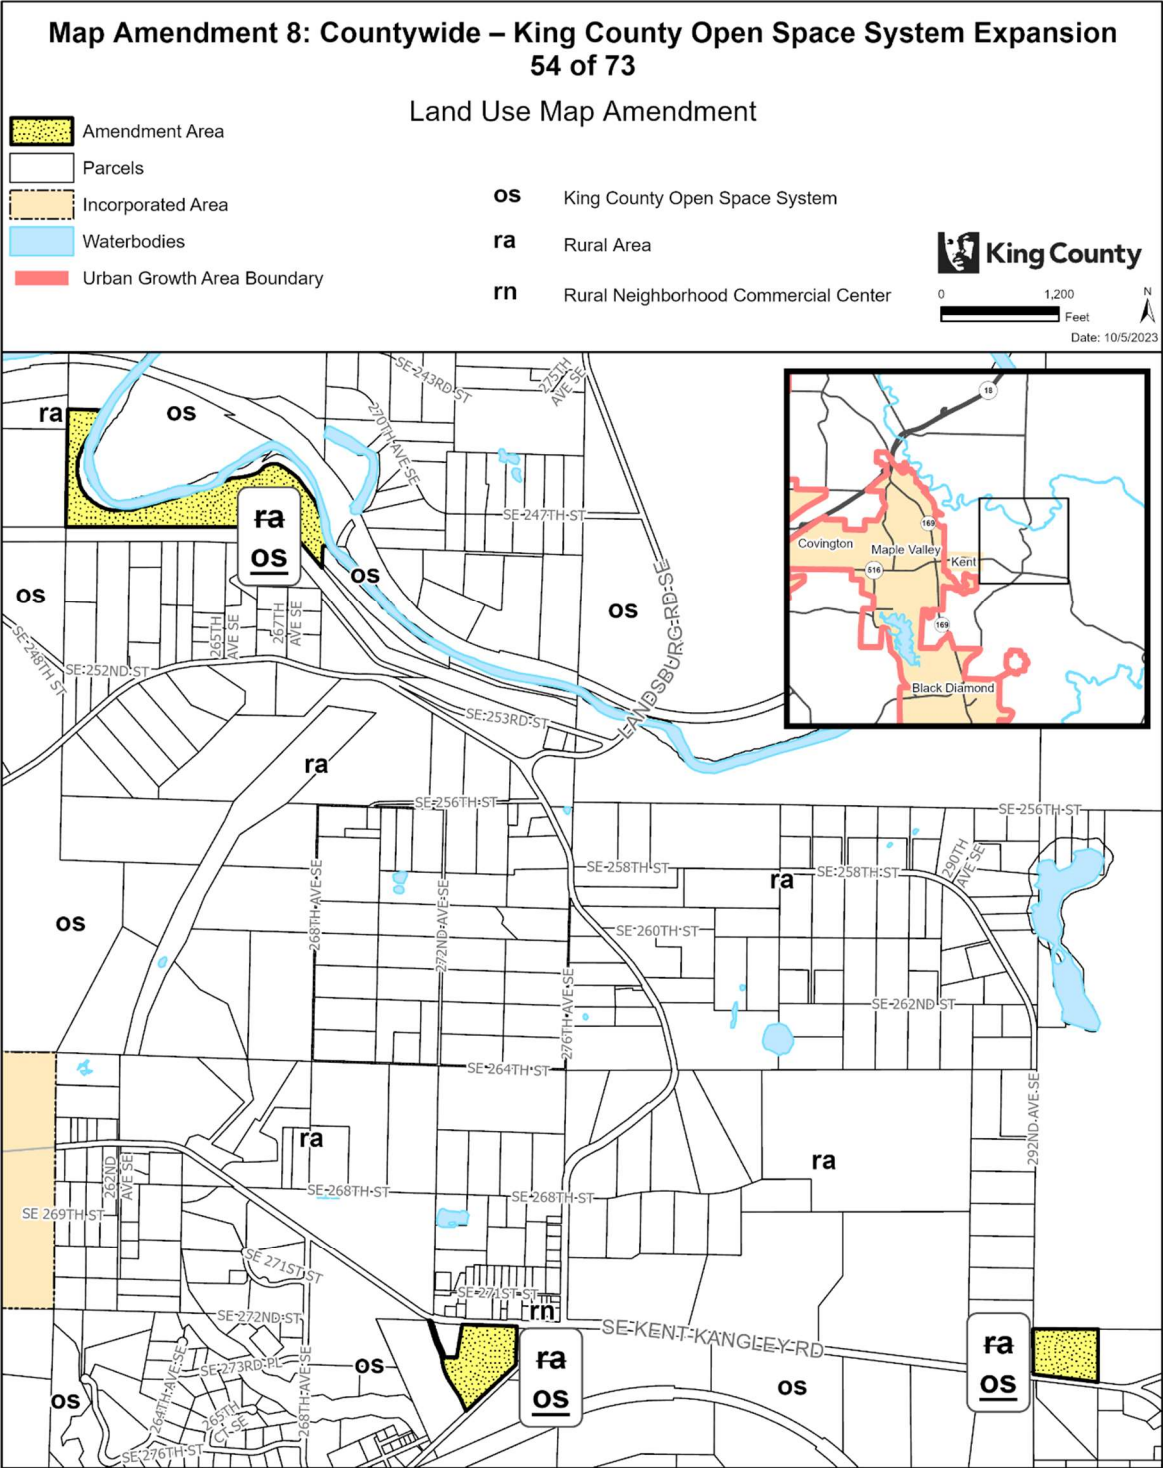 Map Amendment 8: Countywide – King County Open Space System Expansion
54 of 73
Land Use Map Amendment
Amendment Area
Parcels
Incorporated Area
Waterbodies
Urban Growth Area Boundary
os King County Open Space System
ra Rural Area
rn Rural Neighborhood Commercial Center
King County
0 1,200
Feet
N
Date: 10/5/2023
SE 243RD ST
275TH
AVE SE
270TH AVE SE
ra
os
SE 247TH ST
ra
os
os
os
os
LANDSBURG RD SE
265TH
AVE SE
267TH
AVE SE
SE 248TH ST
SE 252ND ST
SE 253RD ST
18
169
Covington
Maple Valley
516
Kent
169
Black Diamond
ra
SE 256TH ST
SE 256TH ST
SE 258TH ST
ra
SE 258TH ST
290TH
AVE SE
268TH AVE SE
272ND AVE SE
os
SE 260TH ST
276TH AVE SE
SE 262ND ST
SE 264TH ST
292ND AVE SE
ra
ra
262ND
AVE SE
SE 268TH ST
SE 268TH ST
SE 269TH ST
SE 271ST ST
SE 271ST ST
rn
SE 272ND ST
SE KENT KANGLEY RD
ra
os
ra
os
SE 273RD PL
os
os
os
264TH AVE SE
265TH
CT SE
268TH AVE SE
SE 276TH ST